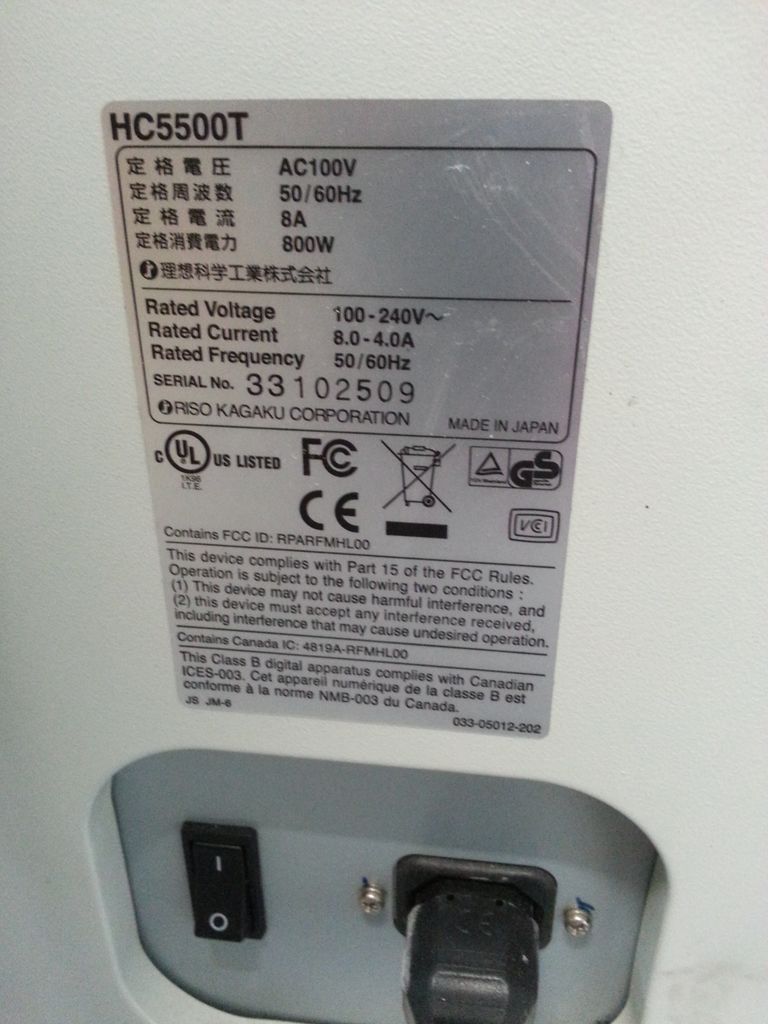 HC5500T
定格電圧 AC100V
定格周波数 50/60Hz
定格電流 8A
定格消費電力 800W
理想科学工業株式会社
Rated Voltage 100-240V~
Rated Current 8.0-4.0A
Rated Frequency 50/60Hz
SERIAL No. 33102509
RISO KAGAKU CORPORATION MADE IN JAPAN
C UL US LISTED
1K96
I.T.E.
FC
CE
GS
VCI
Contains FCC ID: RPARFMHL00
This device complies with Part 15 of the FCC Rules.
Operation is subject to the following two conditions :
(1) This device may not cause harmful interference, and
(2) this device must accept any interference received,
including interference that may cause undesired operation.
Contains Canada IC: 4819A-RFMHL00
This Class B digital apparatus complies with Canadian
ICES-003. Cet appareil numérique de la classe B est
conforme à la norme NMB-003 du Canada.
JS JM-6
033-05012-202
I
O
CE